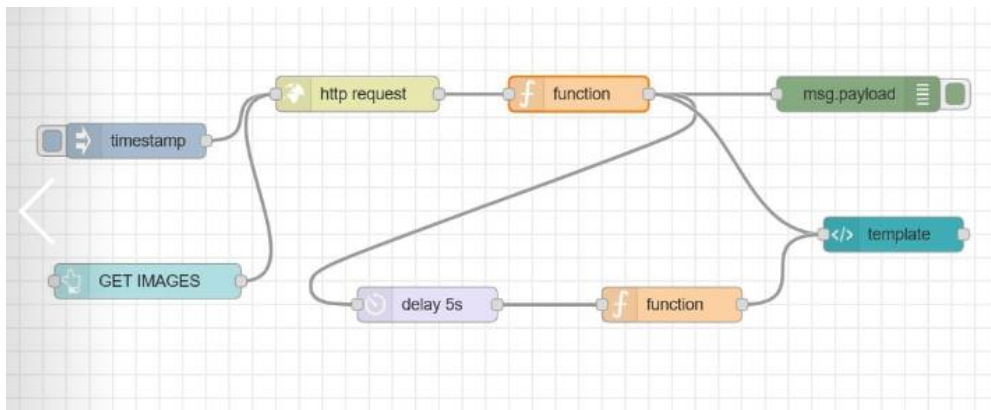 http request
function
msg.payload
timestamp
template
GET IMAGES
delay 5s
function